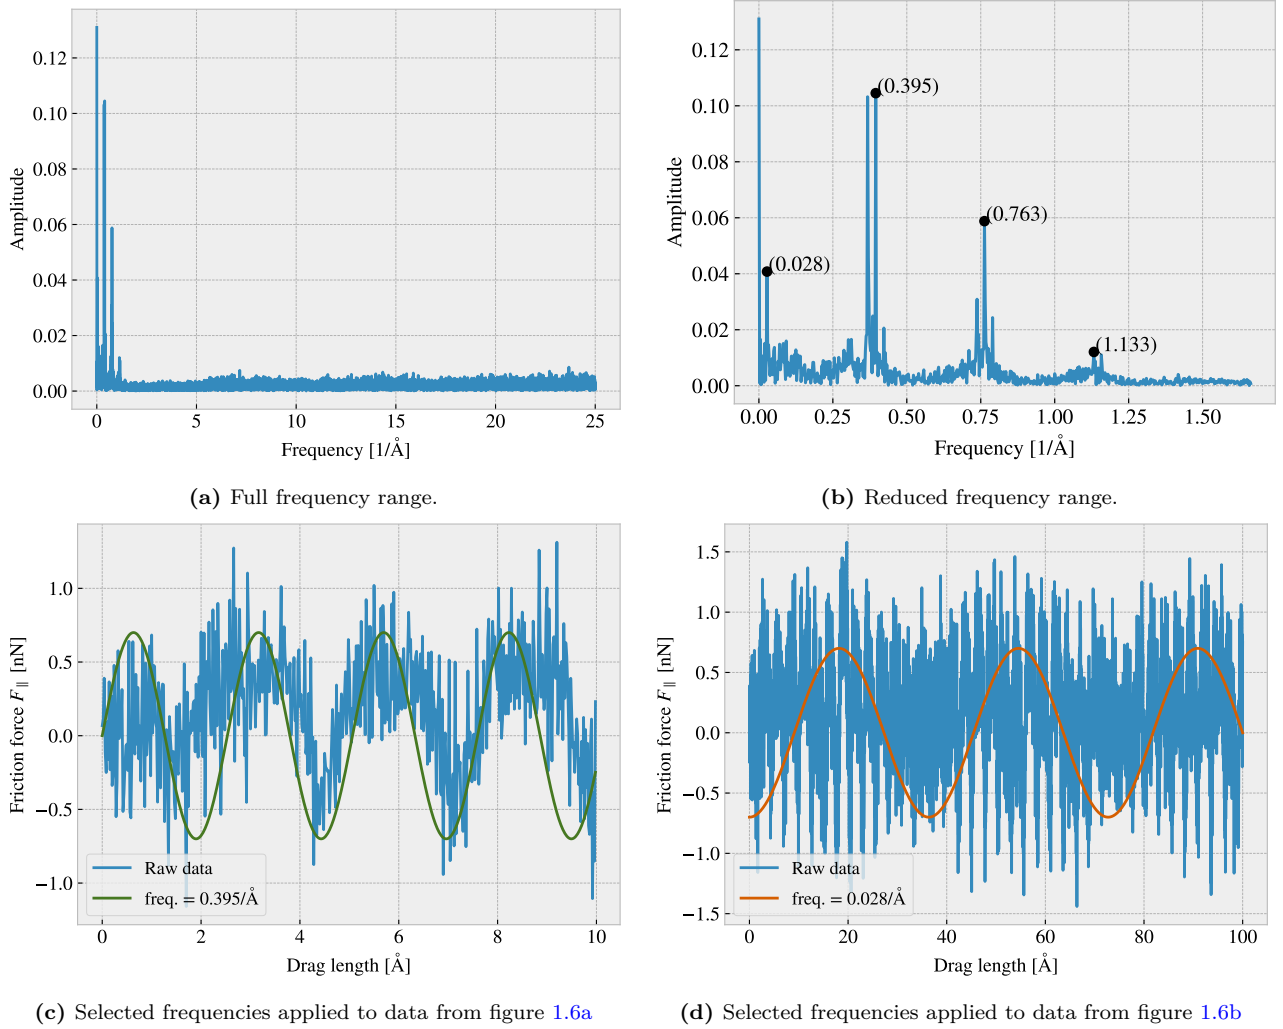 0.12
0.10
0.08
0.06
0.04
0.02
0.00
Amplitude
0 5 10 15 20 25
Frequency [1/Å]
(a) Full frequency range.
0.12
0.10
0.08
0.06
0.04
0.02
0.00
Amplitude
(0.395)
(0.763)
(0.028)
(1.133)
0.00 0.25 0.50 0.75 1.00 1.25 1.50
Frequency [1/Å]
(b) Reduced frequency range.
1.0
0.5
0.0
−0.5
−1.0
Friction force F∥ [nN]
Raw data
freq. = 0.395/Å
0 2 4 6 8 10
Drag length [Å]
(c) Selected frequencies applied to data from figure 1.6a
1.5
1.0
0.5
0.0
−0.5
−1.0
−1.5
Friction force F∥ [nN]
Raw data
freq. = 0.028/Å
0 20 40 60 80 100
Drag length [Å]
(d) Selected frequencies applied to data from figure 1.6b